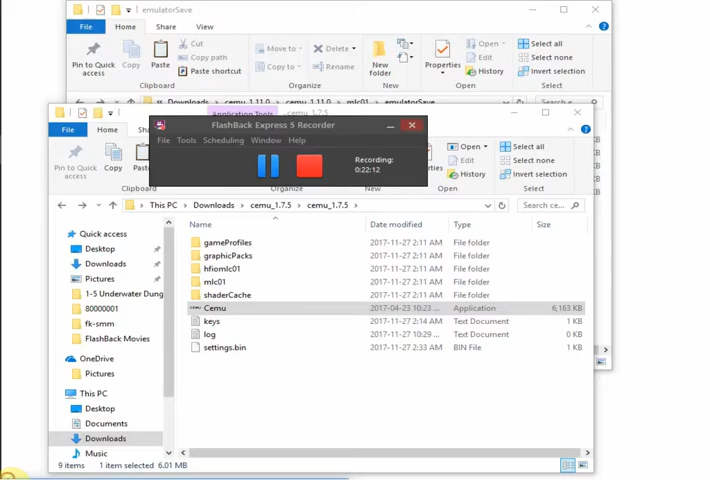 emulatorSave
File Home Share View
Pin to Quick access
Copy
Paste
Cut
Copy path
Paste shortcut
Clipboard
Move to
Copy to
Delete
Rename
Organize
New folder
Properties
Open
Edit
History
Select all
Select none
Invert selection
Downloads cemu_1.11.0 cemu_1.11.0 mlc01 emulatorSave
Search e...
Application Tools cemu_1.7.5
File Home
FlashBack Express 5 Recorder
File Tools Scheduling Window Help
Recording:
0:22:12
Pin to Quick access
Copy
Paste
Clipboard
Organize
Open
Edit
History
Select all
Select none
Invert selection
This PC Downloads cemu_1.7.5 cemu_1.7.5
Search ce...
Name Date modified Type Size
gameProfiles 2017-11-27 2:11 AM File folder
graphicPacks 2017-11-27 2:11 AM File folder
hfiomlc01 2017-11-27 2:11 AM File folder
mlc01 2017-11-27 2:11 AM File folder
shaderCache 2017-11-27 2:11 AM File folder
Cemu 2017-04-23 10:23 ... Application 6,163 KB
keys 2017-11-27 2:14 AM Text Document 1 KB
log 2017-11-27 10:29 ... Text Document 0 KB
settings.bin 2017-11-27 2:33 AM BIN File 1 KB
Quick access
Desktop
Downloads
Pictures
1-5 Underwater Dung
80000001
fk-smm
FlashBack Movies
OneDrive
Pictures
This PC
Desktop
Documents
Downloads
Music
9 items 1 item selected 6.01 MB